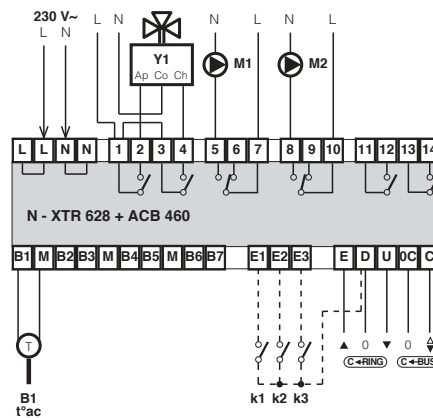 230 V~
L N L N N L N L
Y1
Ap Co Ch
M1 M2
L L N N 1 2 3 4 5 6 7 8 9 10 11 12 13 14
N - XTR 628 + ACB 460
B1 M B2 B3 M B4 B5 M B6 B7 E1 E2 E3 E D U 0C C
T
▲ 0 ▼ 0
C◄RING C◄BUS
B1
t°ac
k1 k2 k3